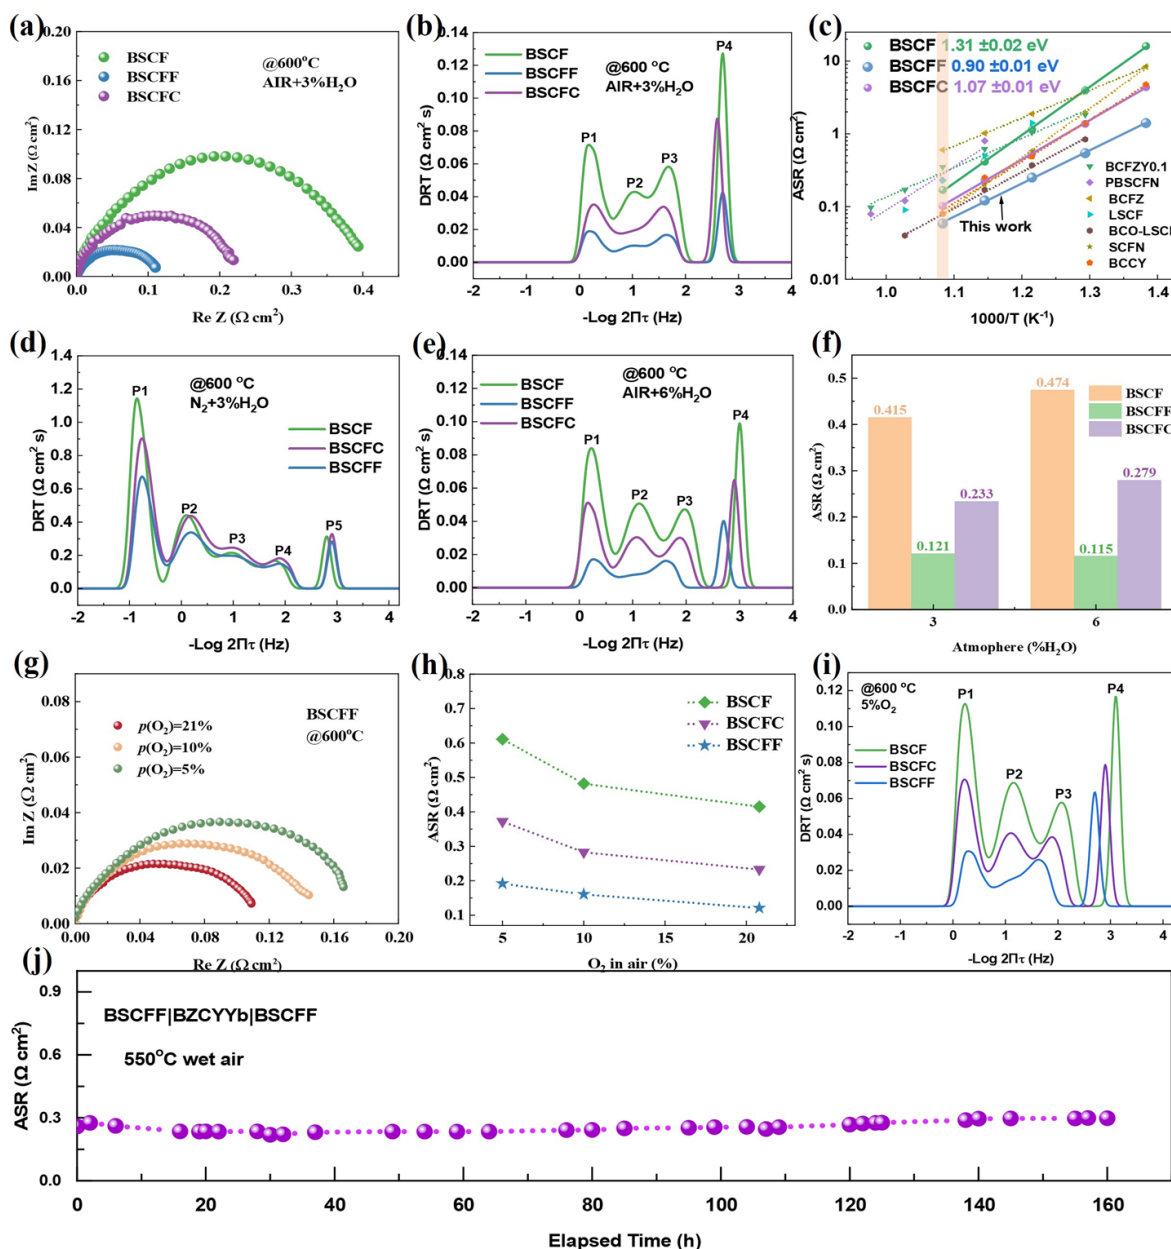 (a)
0.20
0.16
0.12
0.08
0.04
0.00
Im Z (Ω cm²)
BSCF
BSCFF
BSCFC
@600°C
AIR+3%H₂O
0.0 0.1 0.2 0.3 0.4
Re Z (Ω cm²)
(b)
0.14
0.12
0.10
0.08
0.06
0.04
0.02
0.00
DRT (Ω cm² s)
BSCF
BSCFF
BSCFC
@600 °C
AIR+3%H₂O
P1
P2
P3
P4
-2 -1 0 1 2 3 4
-Log 2Πτ (Hz)
(c)
10
1
0.1
0.01
ASR (Ω cm²)
BSCF 1.31 ±0.02 eV
BSCFF 0.90 ±0.01 eV
BSCFC 1.07 ±0.01 eV
This work
BCFZY0.1
PBSCFN
BCFZ
LSCF
BCO-LSCF
SCFN
BCCY
1.0 1.1 1.2 1.3 1.4
1000/T (K⁻¹)
(d)
1.4
1.2
1.0
0.8
0.6
0.4
0.2
0.0
DRT (Ω cm² s)
@600 °C
N₂+3%H₂O
BSCF
BSCFC
BSCFF
P1
P2
P3
P4
P5
-2 -1 0 1 2 3 4
-Log 2Πτ (Hz)
(e)
0.14
0.12
0.10
0.08
0.06
0.04
0.02
0.00
DRT (Ω cm² s)
BSCF
BSCFF
BSCFC
@600 °C
AIR+6%H₂O
P1
P2
P3
P4
-2 -1 0 1 2 3 4
-Log 2Πτ (Hz)
(f)
0.5
0.4
0.3
0.2
0.1
0.0
ASR (Ω cm²)
0.415
0.121
0.233
0.474
0.115
0.279
BSCF
BSCFF
BSCFC
3 6
Atmophere (%H₂O)
(g)
0.08
0.06
0.04
0.02
0.00
Im Z (Ω cm²)
p(O₂)=21%
p(O₂)=10%
p(O₂)=5%
BSCFF
@600°C
0.00 0.04 0.08 0.12 0.16 0.20
Re Z (Ω cm²)
(h)
0.8
0.7
0.6
0.5
0.4
0.3
0.2
0.1
ASR (Ω cm²)
BSCF
BSCFC
BSCFF
5 10 15 20
O₂ in air (%)
(i)
0.12
0.10
0.08
0.06
0.04
0.02
0.00
DRT (Ω cm² s)
@600 °C
5%O₂
BSCF
BSCFC
BSCFF
P1
P2
P3
P4
-2 -1 0 1 2 3 4
-Log 2Πτ (Hz)
(j)
0.9
0.6
0.3
0.0
ASR (Ω cm²)
BSCFF|BZCYYb|BSCFF
550°C wet air
0 20 40 60 80 100 120 140 160
Elapsed Time (h)